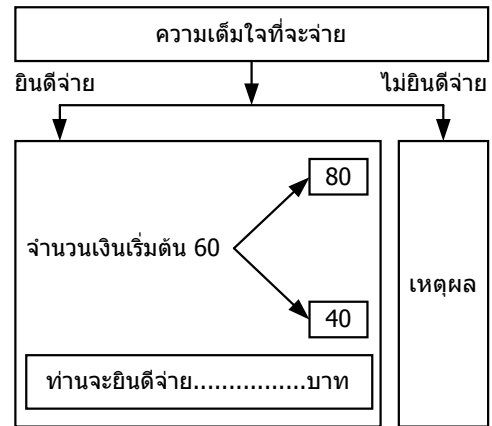 ความเต็มใจที่จะจ่าย
ยินดีจ่าย
ไม่ยินดีจ่าย
80
จำนวนเงินเริ่มต้น 60
เหตุผล
40
ท่านจะยินดีจ่าย................บาท